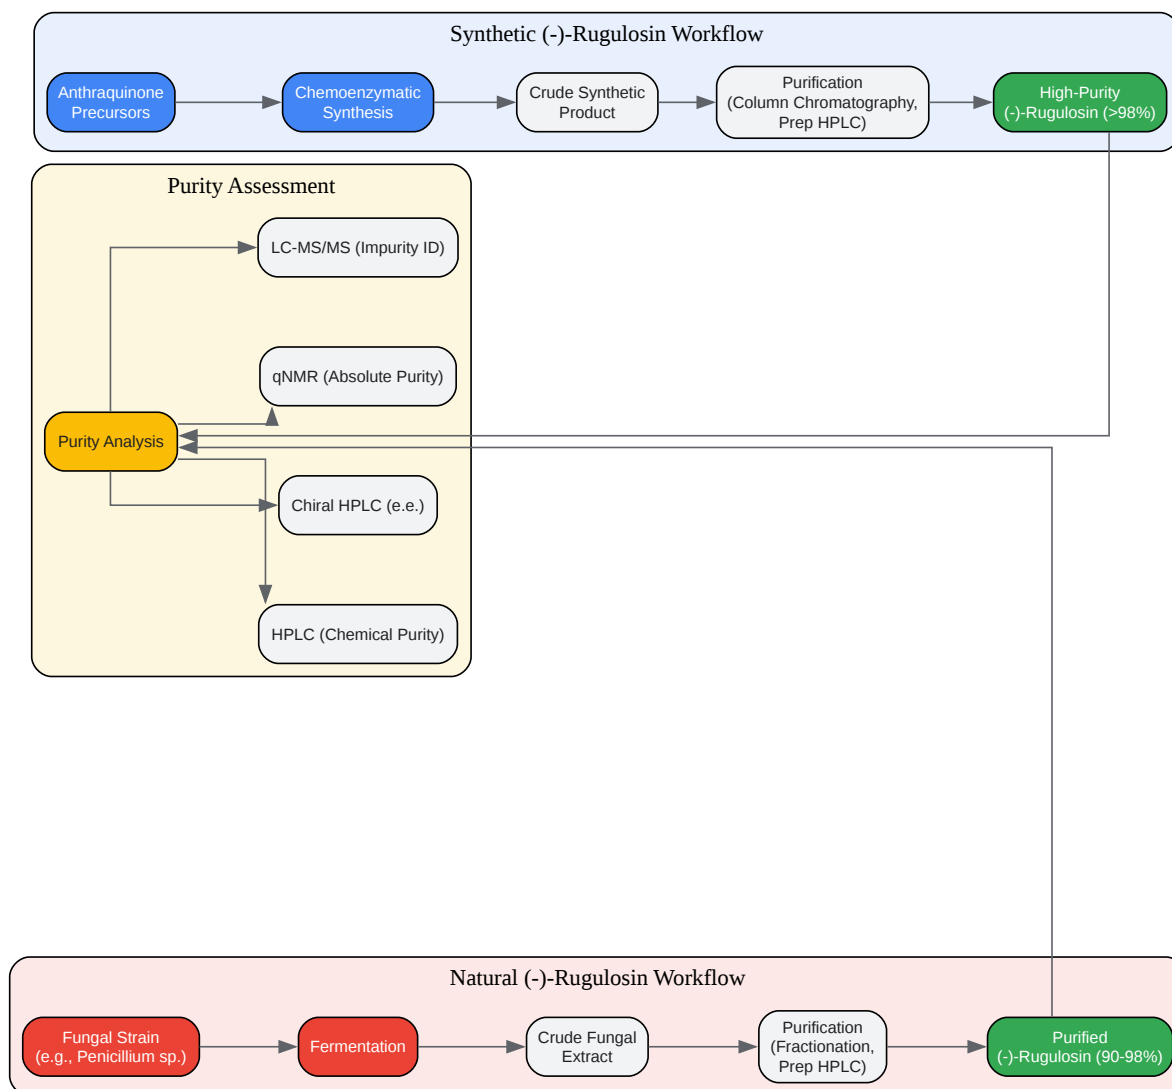 Synthetic (-)-Rugulosin Workflow
Anthraquinone
Precursors
Chemoenzymatic
Synthesis
Crude Synthetic
Product
Purification
(Column Chromatography,
Prep HPLC)
High-Purity
(-)-Rugulosin (>98%)
Purity Assessment
LC-MS/MS (Impurity ID)
qNMR (Absolute Purity)
Purity Analysis
Chiral HPLC (e.e.)
HPLC (Chemical Purity)
Natural (-)-Rugulosin Workflow
Fungal Strain
(e.g., Penicillium sp.)
Fermentation
Crude Fungal
Extract
Purification
(Fractionation,
Prep HPLC)
Purified
(-)-Rugulosin (90-98%)